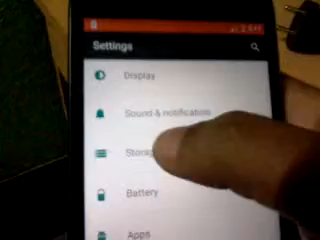 Settings
Display
Sound & notification
Battery
Apps